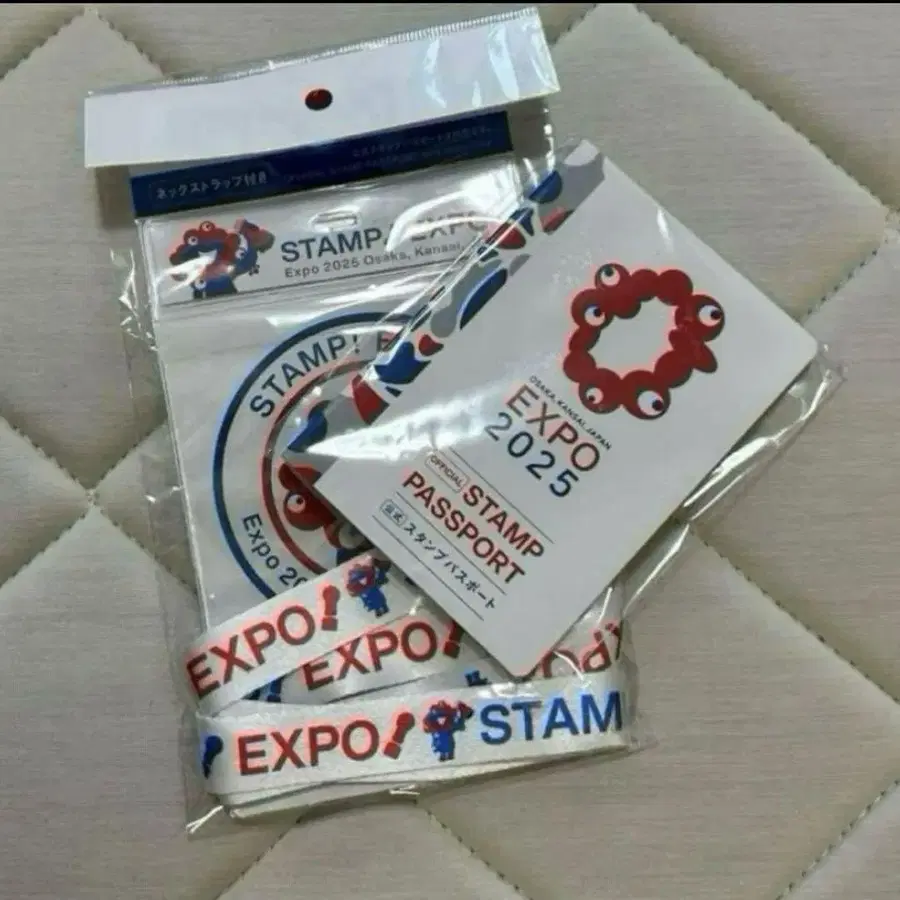 ネックストラップ付き
STAMP! EXPO
Expo 2025 Osaka, Kansai,
STAMP! E
Expo 20
OSAKA, KANSAI, JAPAN
EXPO
2025
OFFICIAL STAMP
PASSPORT
公式 スタンプパスポート
EXPO!
EXPO!
EXPO! STAM